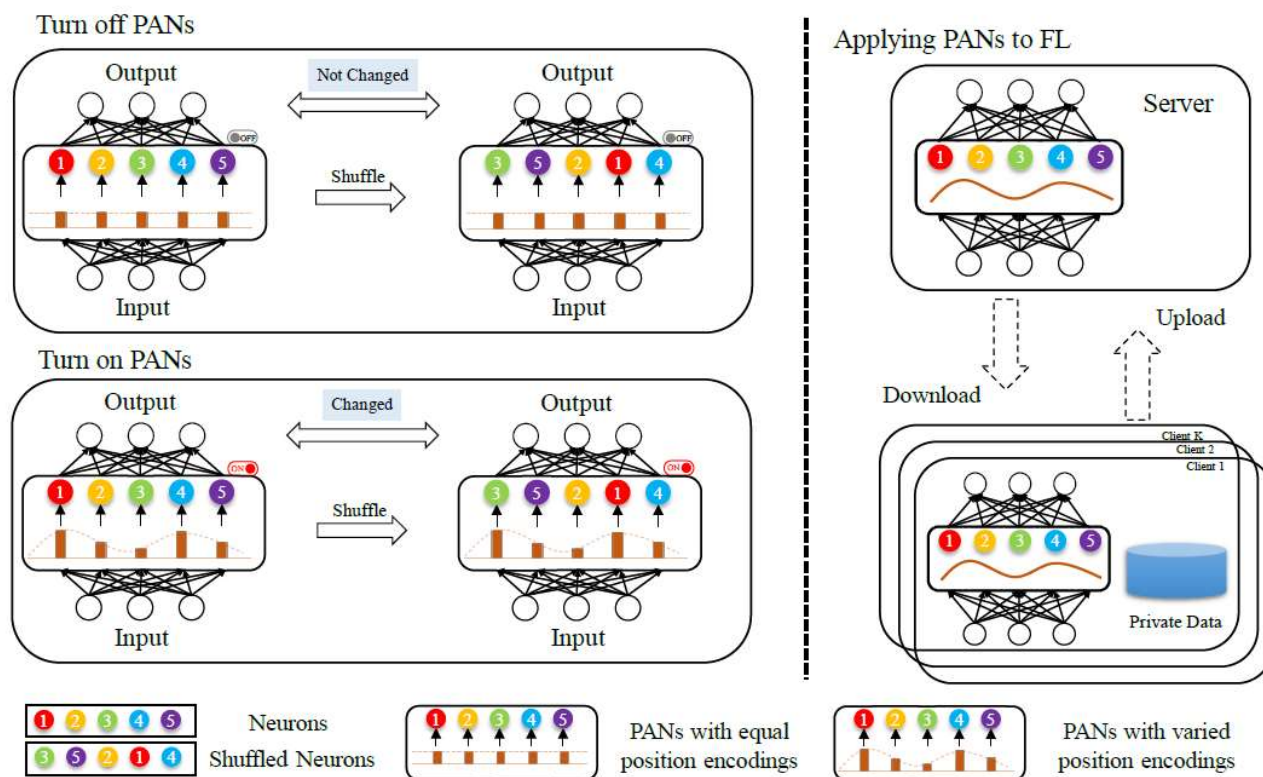 Turn off PANs
Output
Not Changed
Output
OFF
OFF
1 2 3 4 5
Shuffle
3 5 2 1 4
Input
Input
Turn on PANs
Output
Changed
Output
ON
ON
1 2 3 4 5
Shuffle
3 5 2 1 4
Input
Input
Applying PANs to FL
Server
1 2 3 4 5
Upload
Download
Client K
Client 2
Client 1
1 2 3 4 5
Private Data
1 2 3 4 5
Neurons
3 5 2 1 4
Shuffled Neurons
1 2 3 4 5
PANs with equal
position encodings
1 2 3 4 5
PANs with varied
position encodings